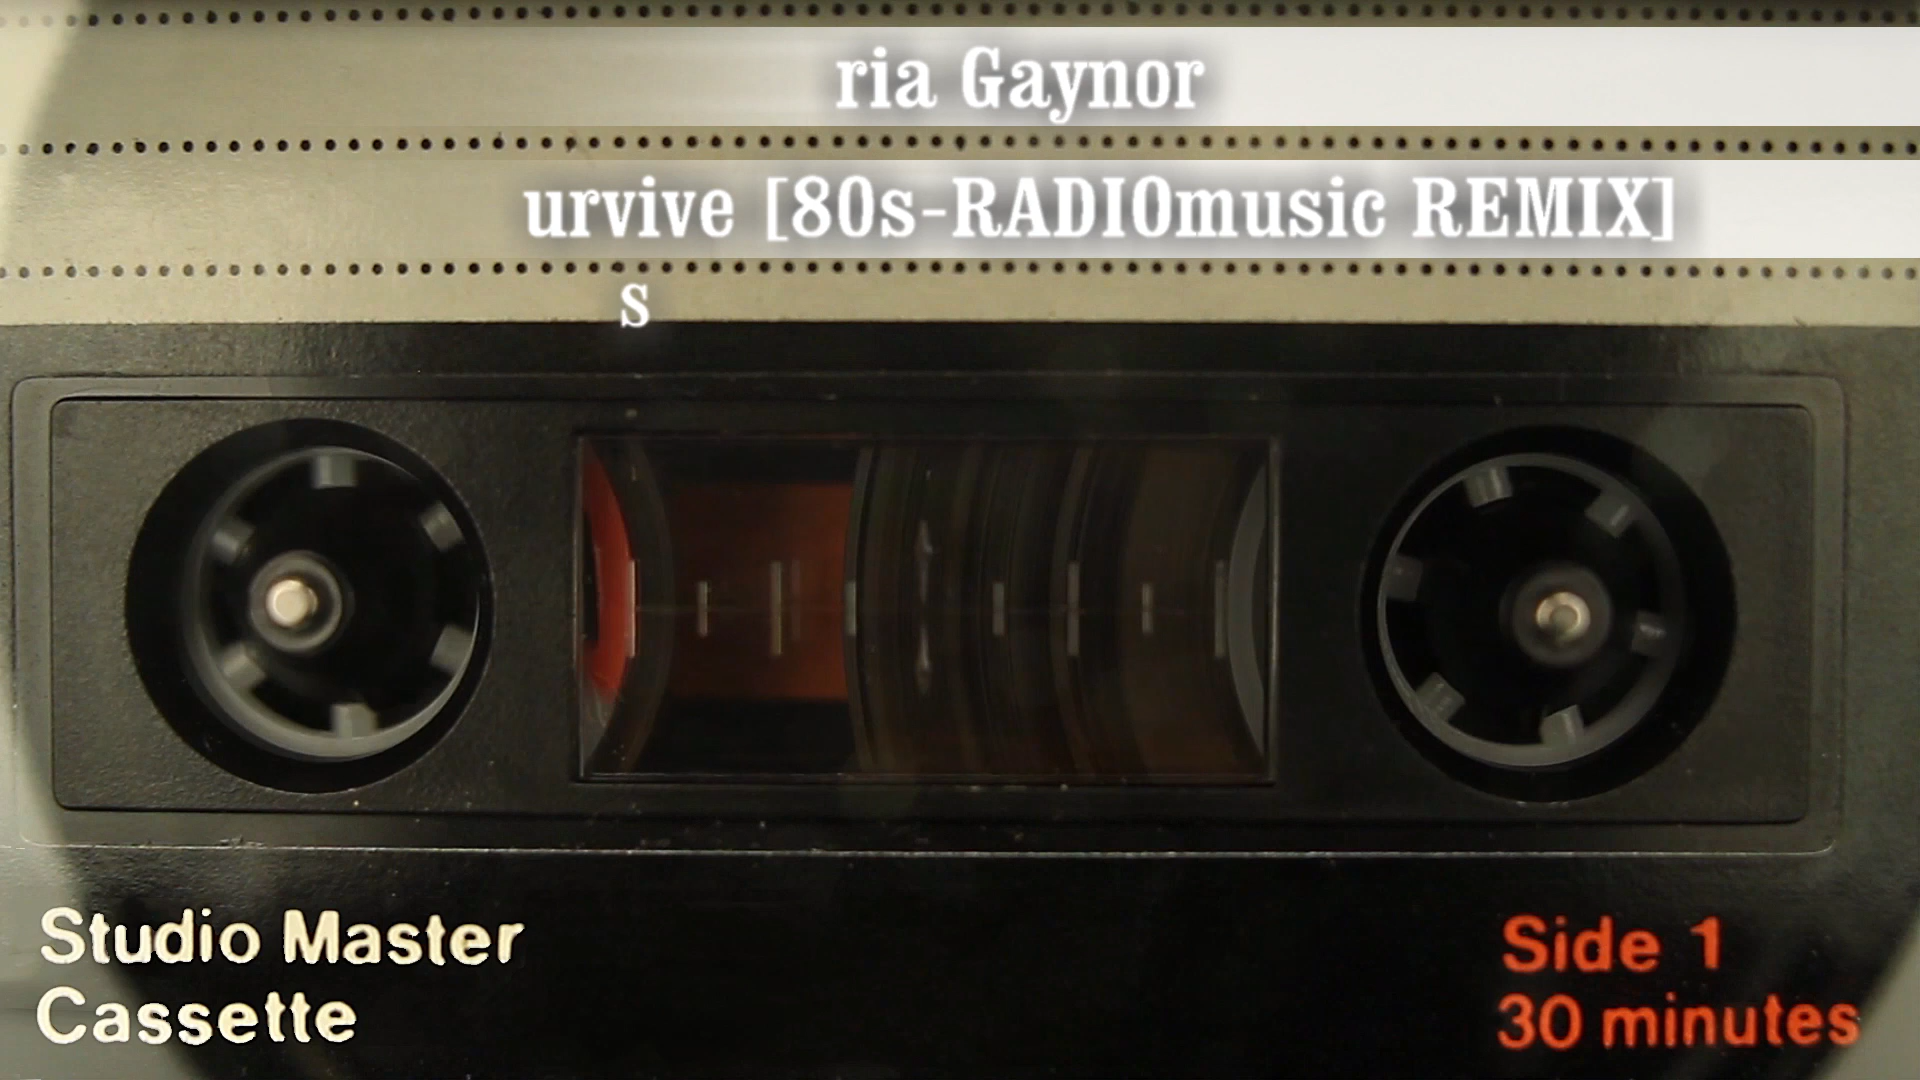 ria Gaynor
urvive [80s-RADIOmusic REMIX]
s
Studio Master
Cassette
Side 1
30 minutes